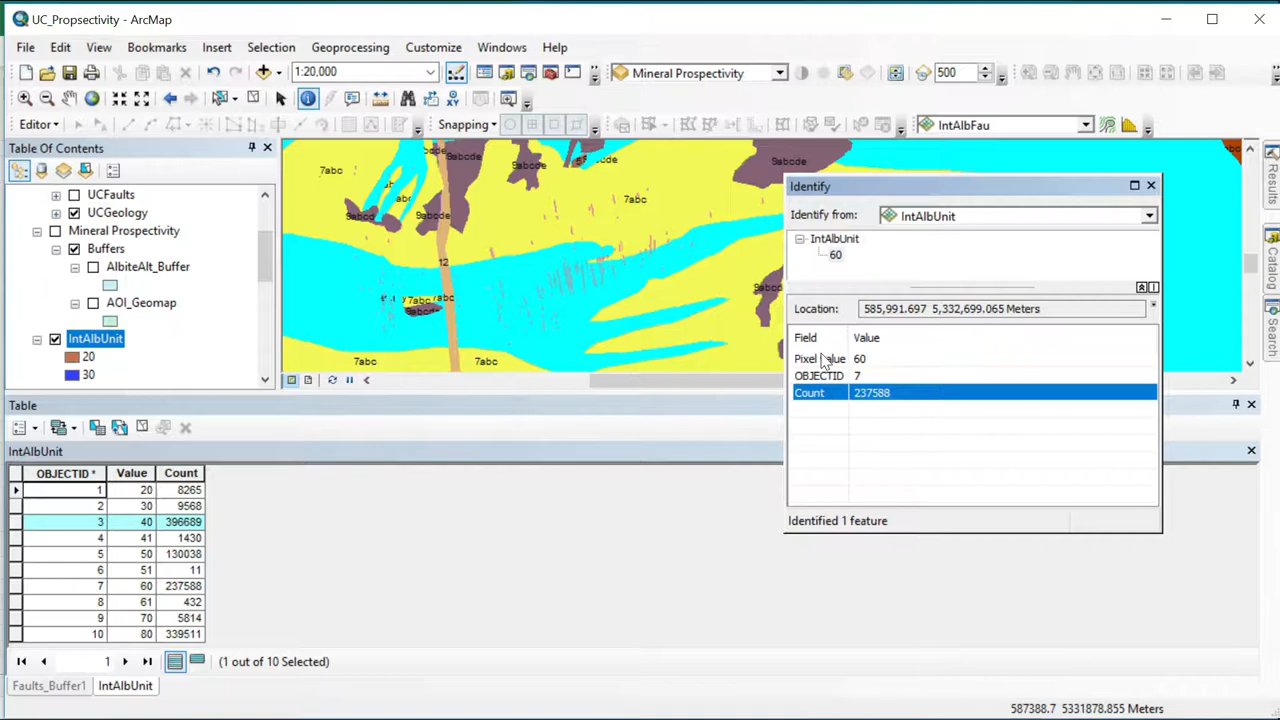 UC_Propsectivity - ArcMap
File Edit View Bookmarks Insert Selection Geoprocessing Customize Windows Help
1:20,000 Mineral Prospectivity 500
Editor Snapping IntAlbFau
Table Of Contents
UCFaults
UCGeology
Mineral Prospectivity
Buffers
AlbiteAlt_Buffer
AOI_Geomap
IntAlbUnit
20
30
9abcde
7abc
9abcd
9abcde
7abc
9abcde
12
7abc
7abc
7abc
Identify
Identify from: IntAlbUnit
IntAlbUnit
60
Location: 585,991.697 5,332,699.065 Meters
Field Value
Pixel value 60
OBJECTID 7
Count 237588
Identified 1 feature
Results
Catalog
Search
Table
IntAlbUnit
OBJECTID * Value Count
1 20 8265
2 30 9568
3 40 396689
4 41 1430
5 50 130038
6 51 11
7 60 237588
8 61 432
9 70 5814
10 80 339511
1 (1 out of 10 Selected)
Faults_Buffer1 IntAlbUnit
587388.7 5331878.855 Meters